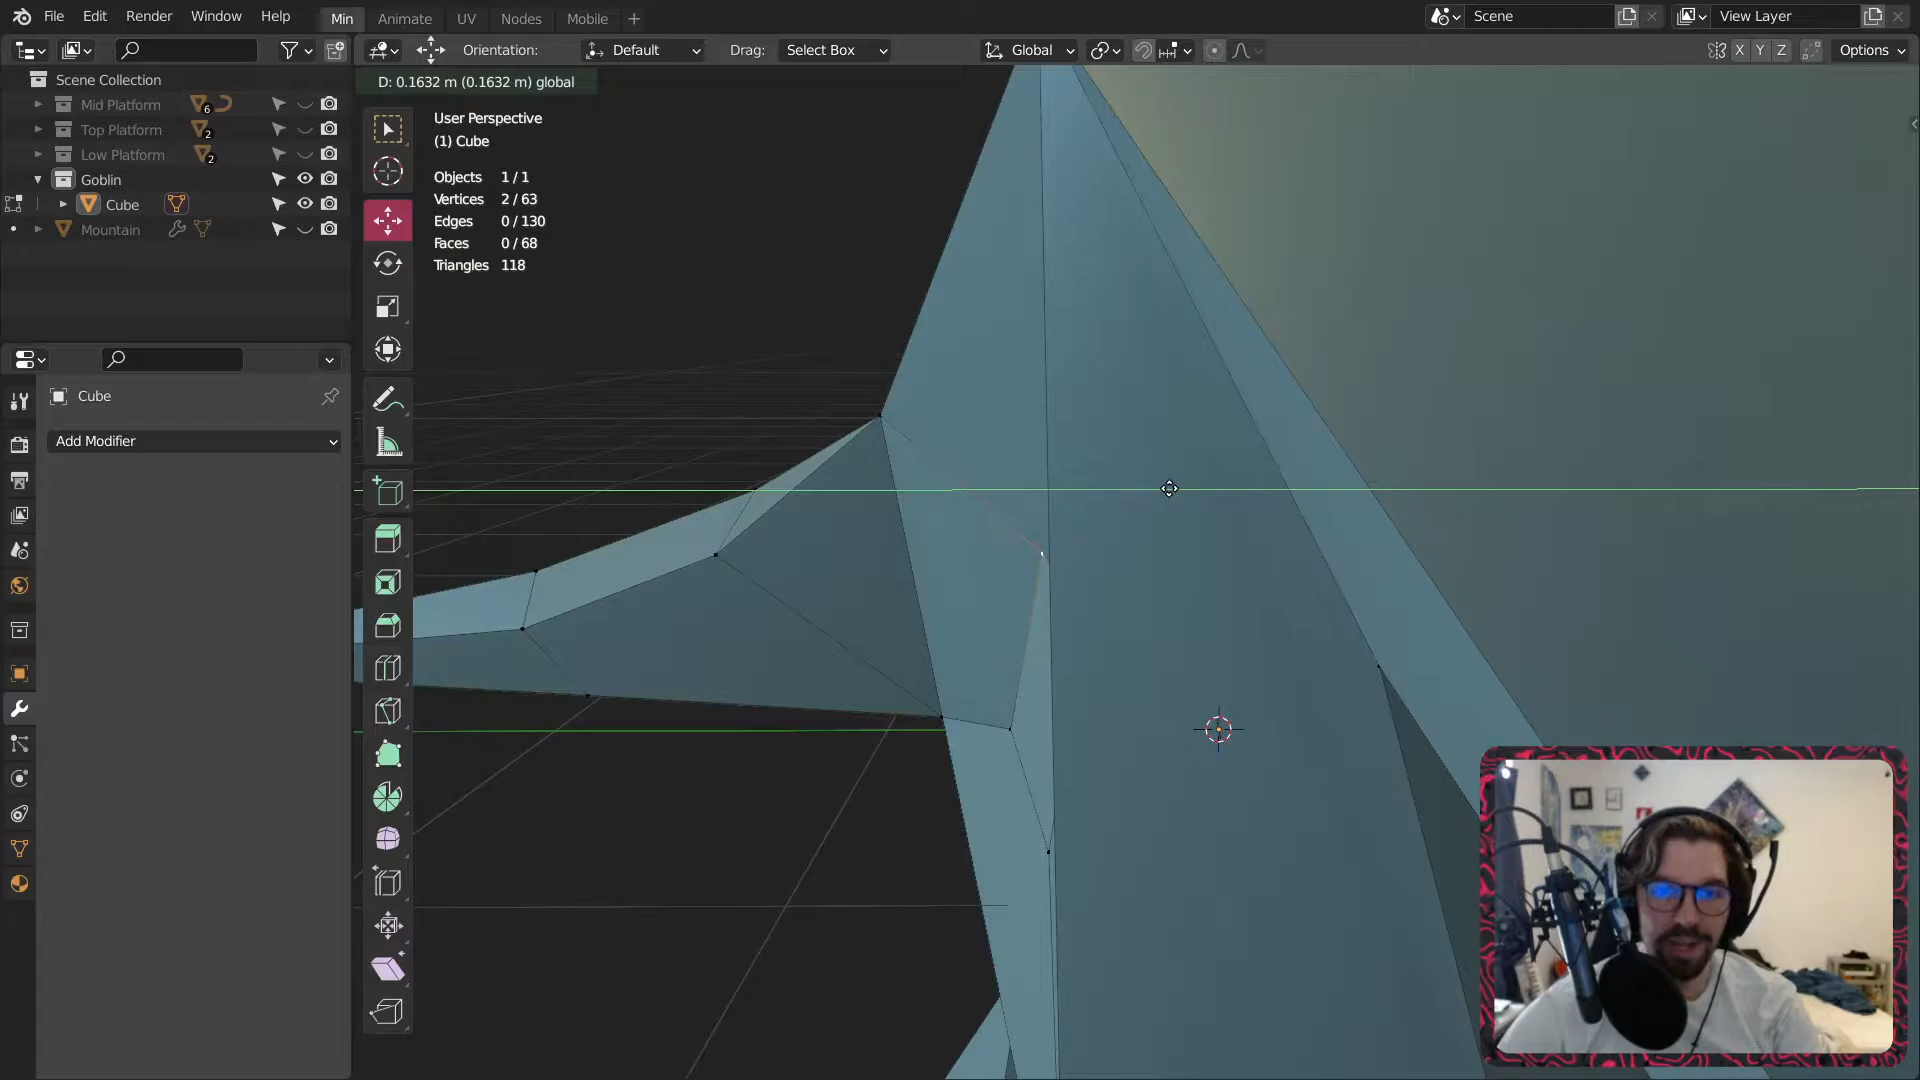 File Edit Render Window Help Min Animate UV Nodes Mobile Scene View Layer
Orientation: Default Drag: Select Box Global X Y Z Options
Scene Collection
Mid Platform 6
Top Platform 2
Low Platform 2
Goblin
Cube
Mountain
Cube
Add Modifier
D: 0.1632 m (0.1632 m) global
User Perspective
(1) Cube
Objects 1 / 1
Vertices 2 / 63
Edges 0 / 130
Faces 0 / 68
Triangles 118